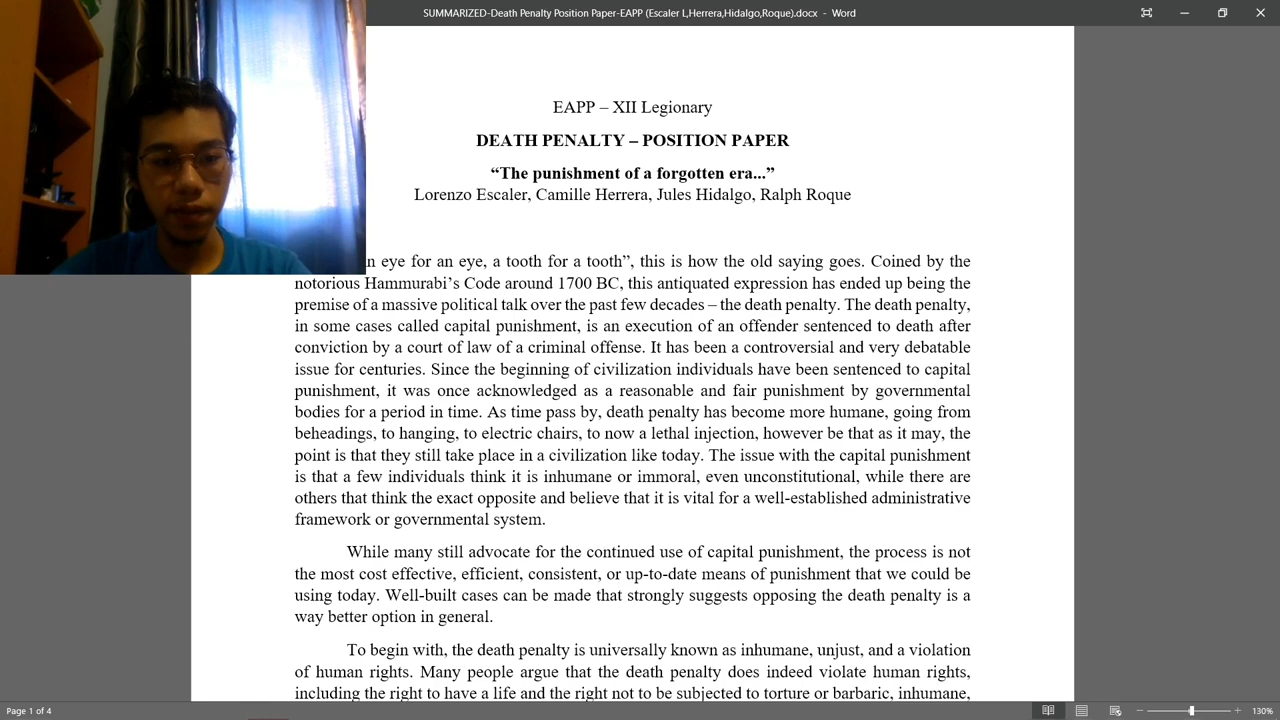 SUMMARIZED-Death Penalty Position Paper-EAPP (Escaler L,Herrera,Hidalgo,Roque).docx - Word
EAPP – XII Legionary
DEATH PENALTY – POSITION PAPER
“The punishment of a forgotten era...”
Lorenzo Escaler, Camille Herrera, Jules Hidalgo, Ralph Roque
eye for an eye, a tooth for a tooth”, this is how the old saying goes. Coined by the
notorious Hammurabi’s Code around 1700 BC, this antiquated expression has ended up being the
premise of a massive political talk over the past few decades – the death penalty. The death penalty,
in some cases called capital punishment, is an execution of an offender sentenced to death after
conviction by a court of law of a criminal offense. It has been a controversial and very debatable
issue for centuries. Since the beginning of civilization individuals have been sentenced to capital
punishment, it was once acknowledged as a reasonable and fair punishment by governmental
bodies for a period in time. As time pass by, death penalty has become more humane, going from
beheadings, to hanging, to electric chairs, to now a lethal injection, however be that as it may, the
point is that they still take place in a civilization like today. The issue with the capital punishment
is that a few individuals think it is inhumane or immoral, even unconstitutional, while there are
others that think the exact opposite and believe that it is vital for a well-established administrative
framework or governmental system.
While many still advocate for the continued use of capital punishment, the process is not
the most cost effective, efficient, consistent, or up-to-date means of punishment that we could be
using today. Well-built cases can be made that strongly suggests opposing the death penalty is a
way better option in general.
To begin with, the death penalty is universally known as inhumane, unjust, and a violation
of human rights. Many people argue that the death penalty does indeed violate human rights,
including the right to have a life and the right not to be subjected to torture or barbaric, inhumane,
Page 1 of 4
130%